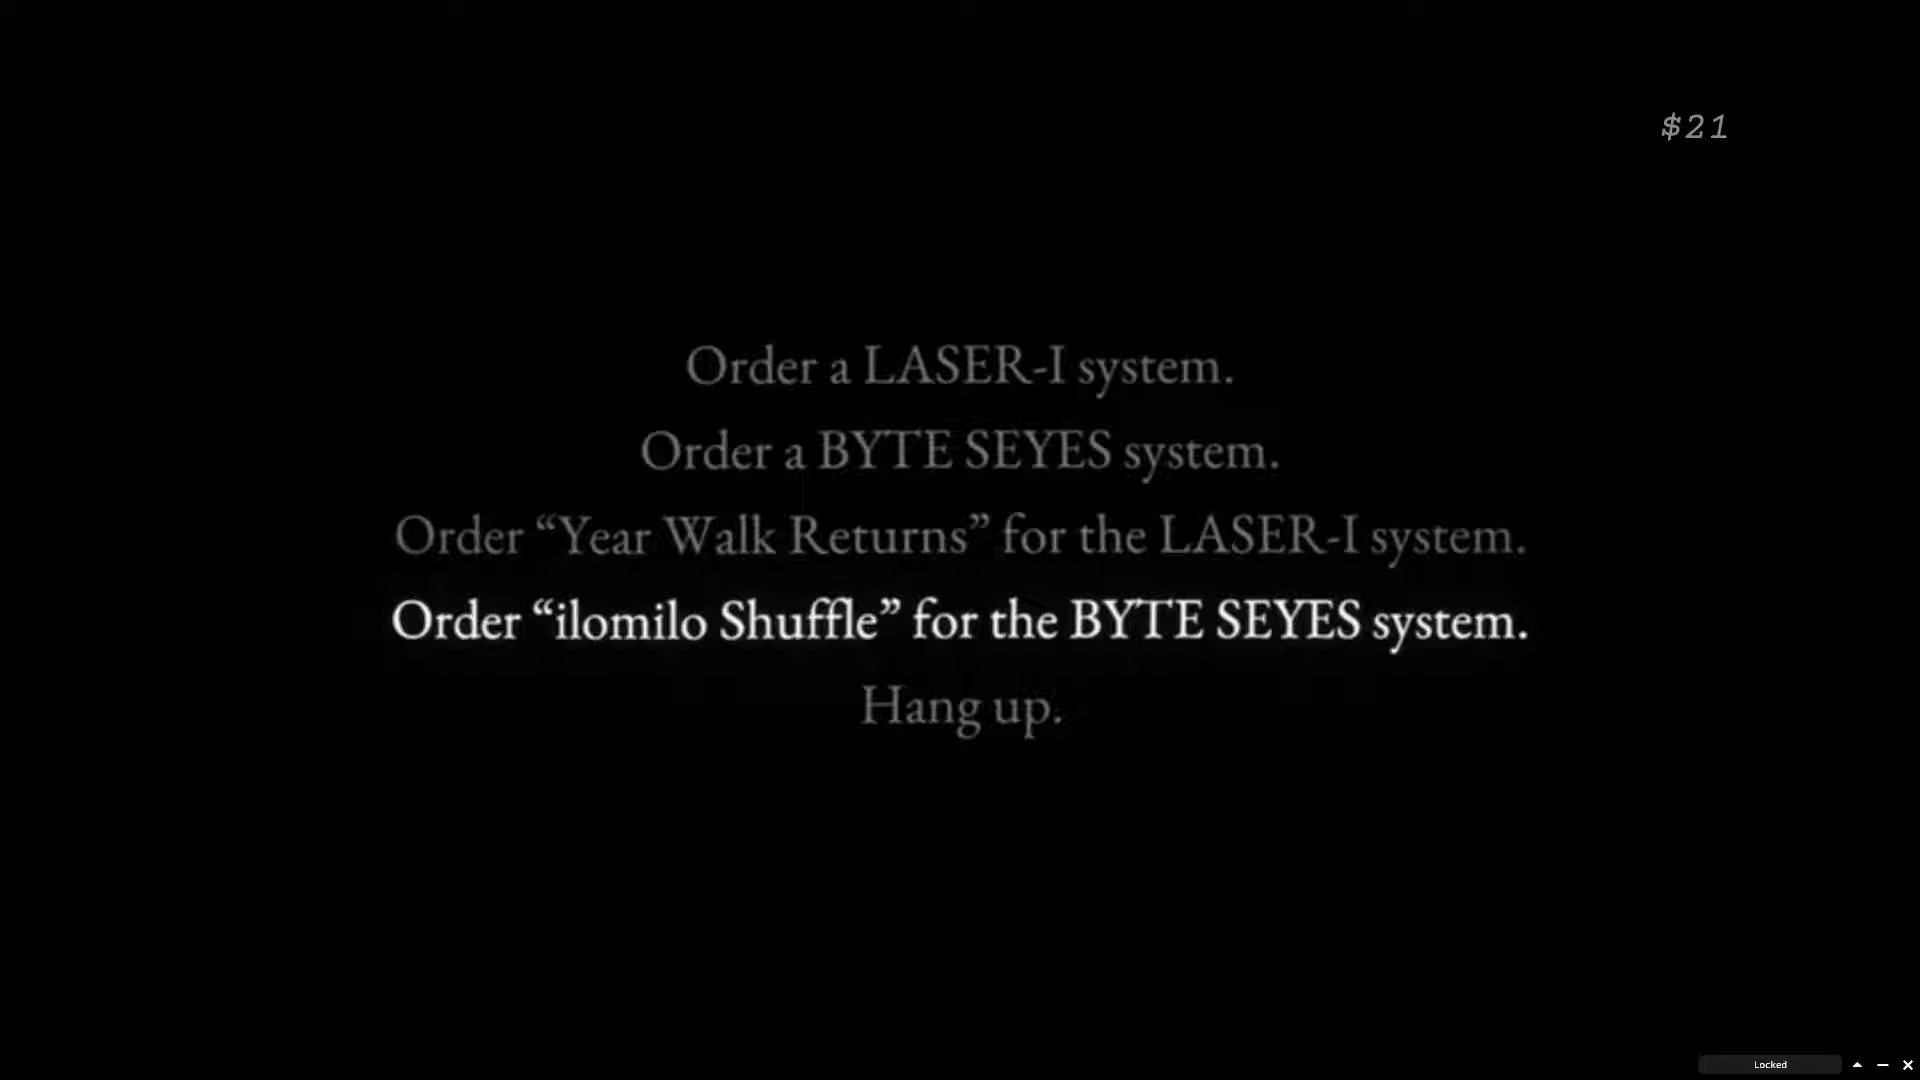 $21
Order a LASER-I system.
Order a BYTE SEYES system.
Order “Year Walk Returns” for the LASER-I system.
Order “ilomilo Shuffle” for the BYTE SEYES system.
Hang up.
Locked